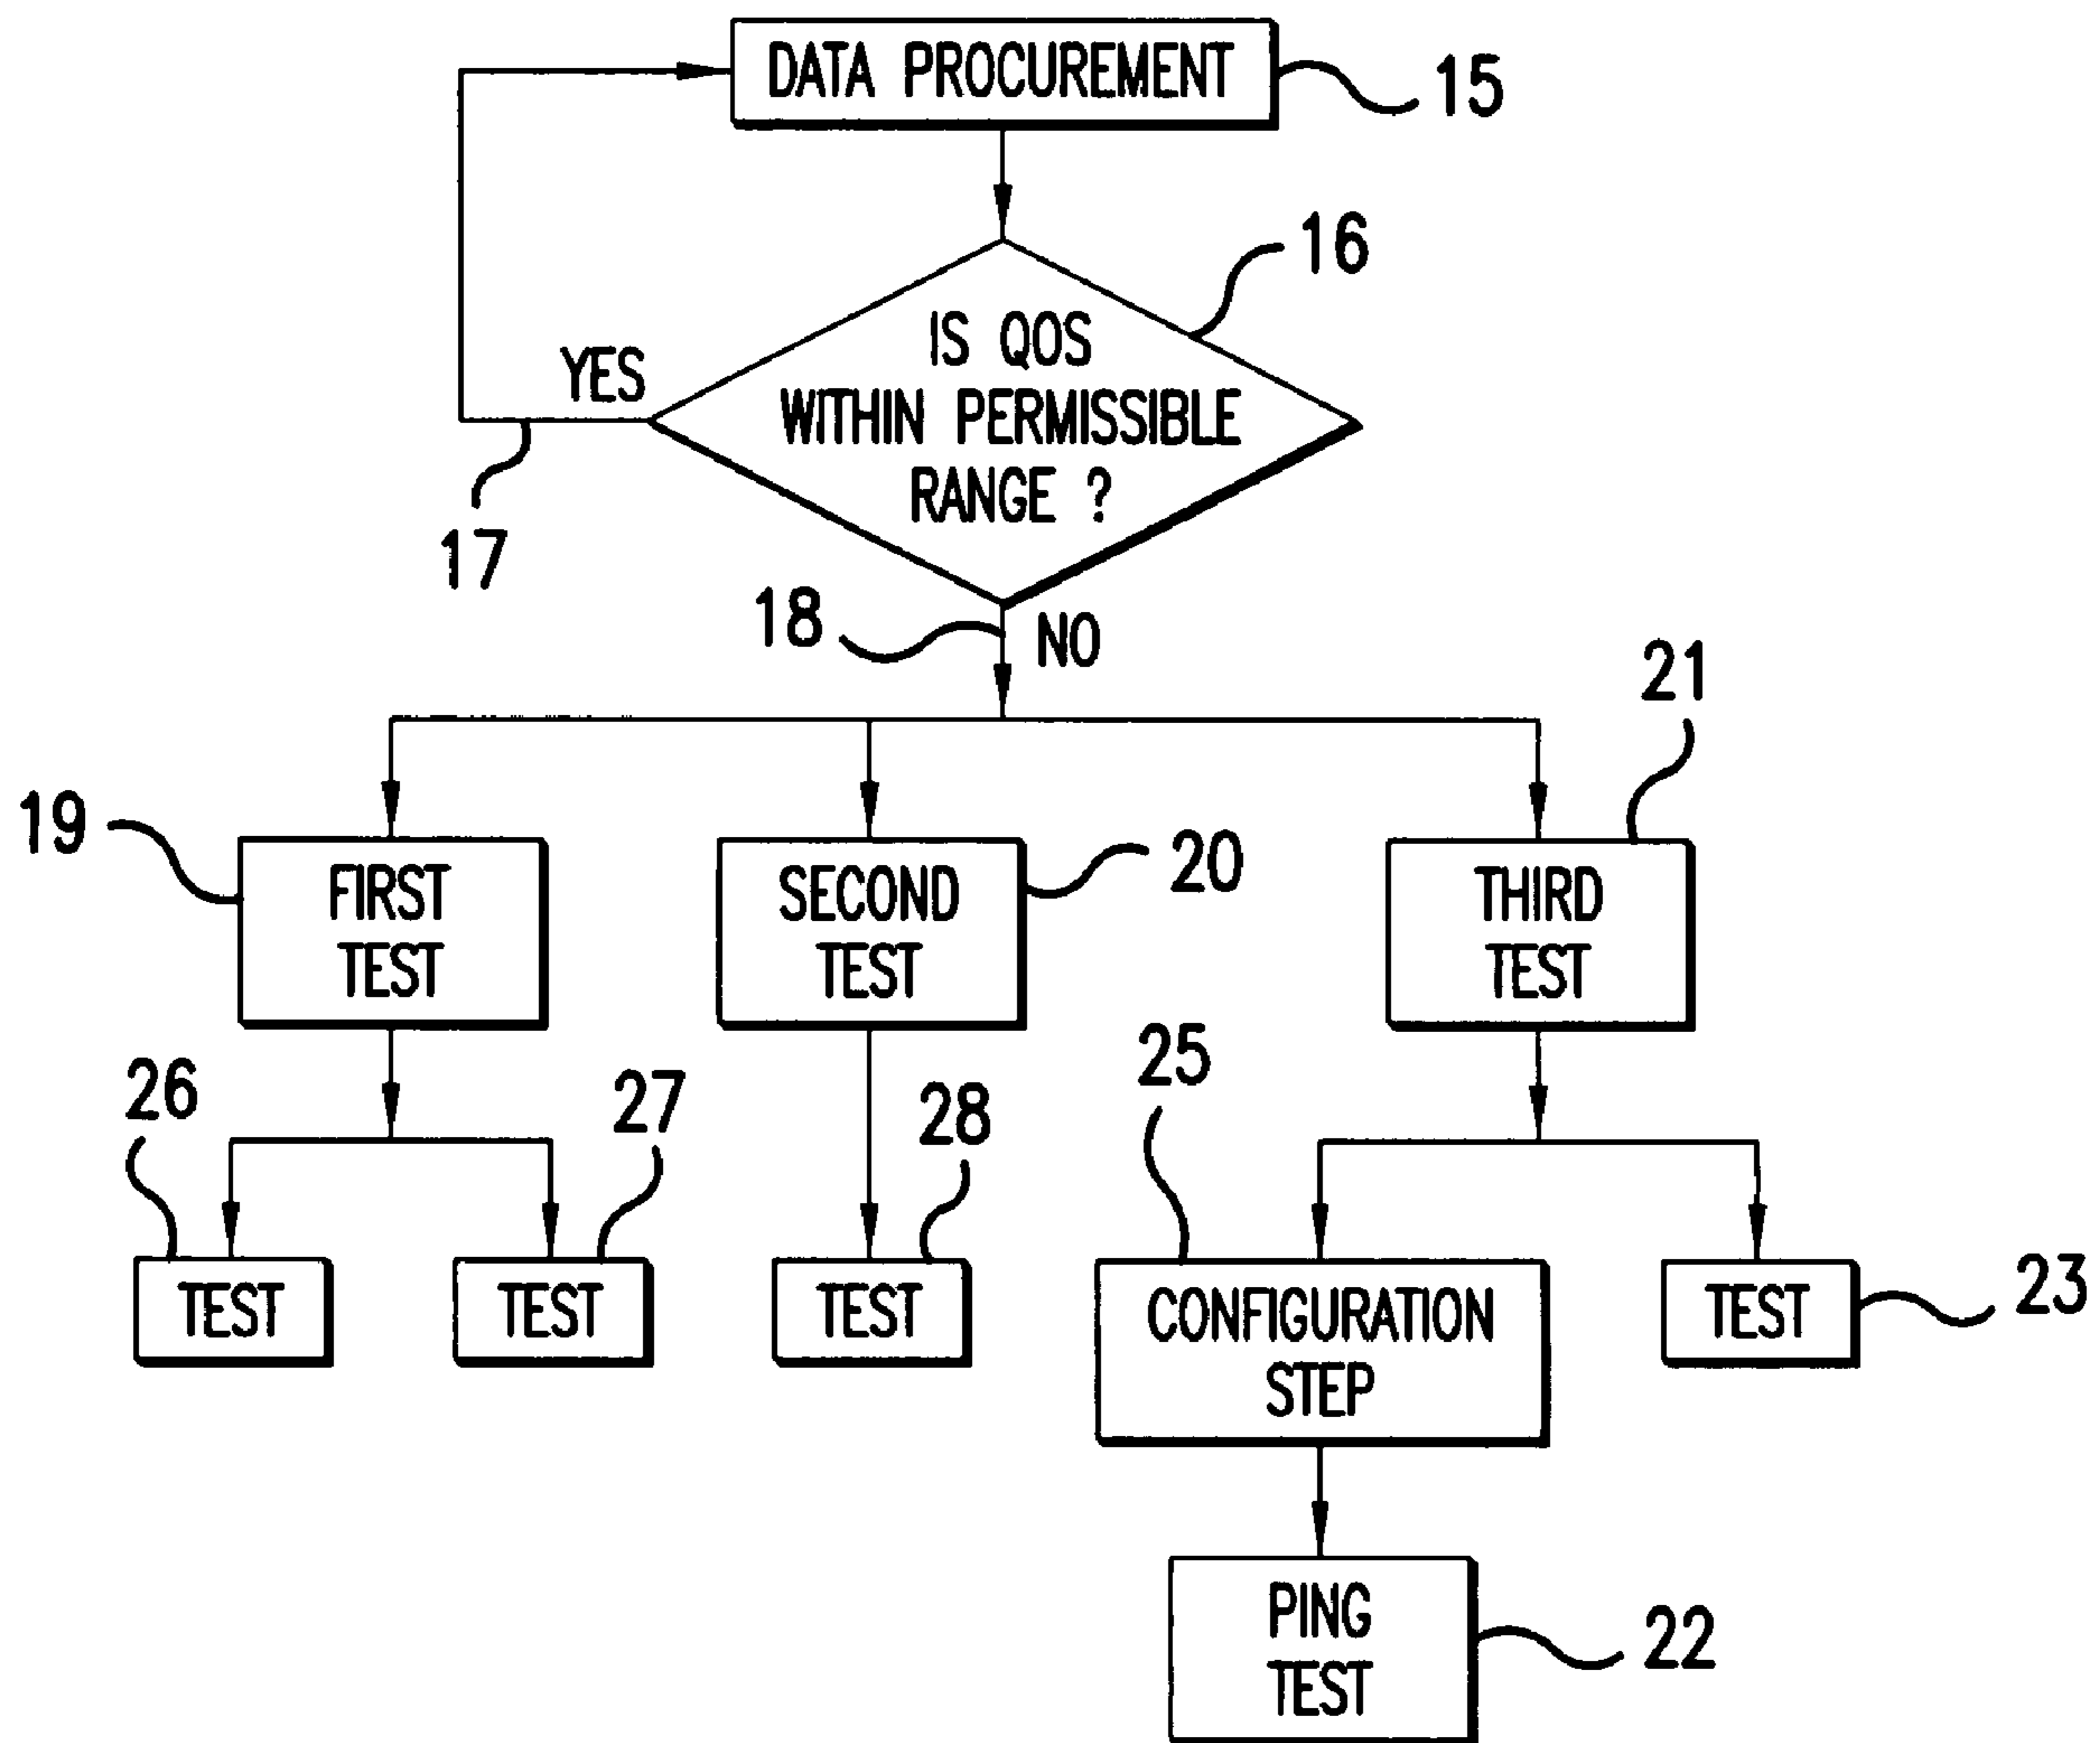 DATA PROCUREMENT
15
16
IS QOS
WITHIN PERMISSIBLE
RANGE ?
YES
17
18
NO
21
19
FIRST
TEST
SECOND
TEST
20
THIRD
TEST
25
26
27
28
TEST
TEST
TEST
CONFIGURATION
STEP
TEST
23
PING
TEST
22